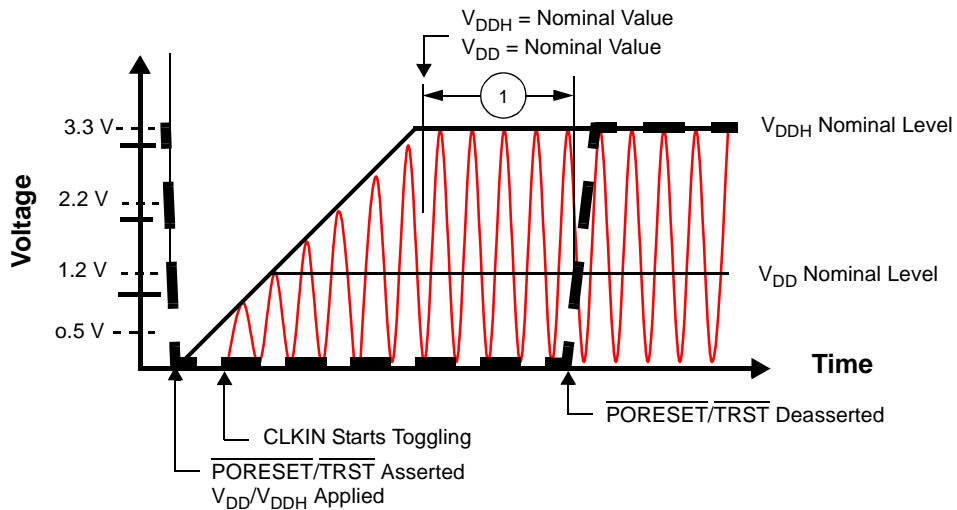 V_DDH = Nominal Value
V_DD = Nominal Value
1
3.3 V
V_DDH Nominal Level
2.2 V
Voltage
1.2 V
V_DD Nominal Level
o.5 V
Time
PORESET/TRST Deasserted
CLKIN Starts Toggling
PORESET/TRST Asserted
V_DD/V_DDH Applied